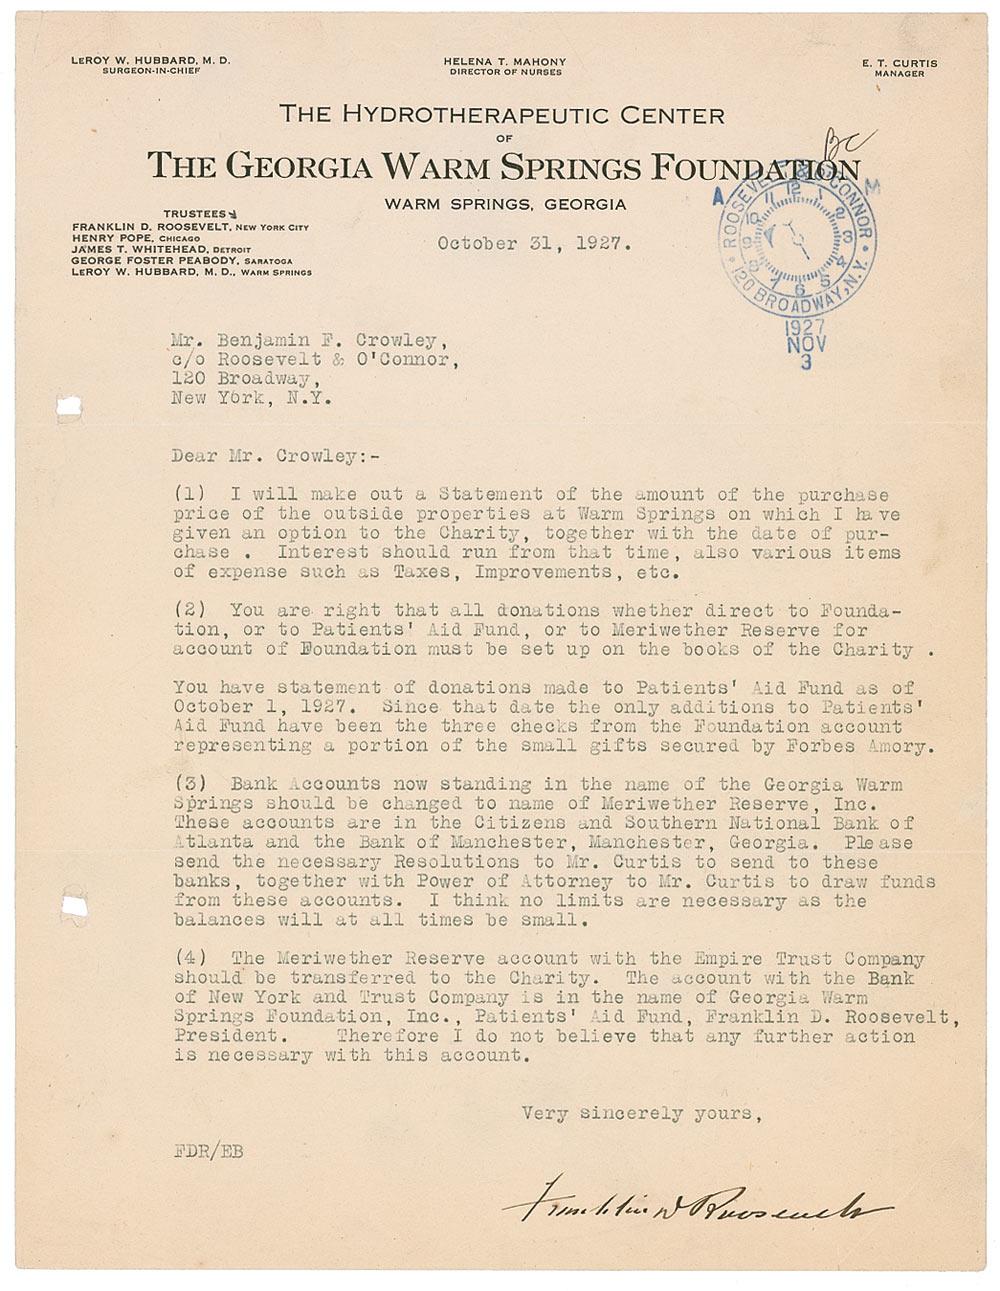 LEROY W. HUBBARD, M. D.
SURGEON-IN-CHIEF
HELENA T. MAHONY
DIRECTOR OF NURSES
E. T. CURTIS
MANAGER
THE HYDROTHERAPEUTIC CENTER
OF
THE GEORGIA WARM SPRINGS FOUNDATION
WARM SPRINGS, GEORGIA
BC
TRUSTEES
FRANKLIN D. ROOSEVELT, NEW YORK CITY
HENRY POPE, CHICAGO
JAMES T. WHITEHEAD, DETROIT
GEORGE FOSTER PEABODY, SARATOGA
LEROY W. HUBBARD, M. D., WARM SPRINGS
October 31, 1927.
A M
ROOSEVELT & O'CONNOR
12 2 3 4 5 6 7 8 9 10 11
120 BROADWAY, N.Y.
1927
NOV
3
Mr. Benjamin F. Crowley,
c/o Roosevelt & O'Connor,
120 Broadway,
New York, N.Y.
Dear Mr. Crowley:-
(1) I will make out a Statement of the amount of the purchase
price of the outside properties at Warm Springs on which I have
given an option to the Charity, together with the date of pur-
chase . Interest should run from that time, also various items
of expense such as Taxes, Improvements, etc.
(2) You are right that all donations whether direct to Founda-
tion, or to Patients' Aid Fund, or to Meriwether Reserve for
account of Foundation must be set up on the books of the Charity .
You have statement of donations made to Patients' Aid Fund as of
October 1, 1927. Since that date the only additions to Patients'
Aid Fund have been the three checks from the Foundation account
representing a portion of the small gifts secured by Forbes Amory.
(3) Bank Accounts now standing in the name of the Georgia Warm
Springs should be changed to name of Meriwether Reserve, Inc.
These accounts are in the Citizens and Southern National Bank of
Atlanta and the Bank of Manchester, Manchester, Georgia. Please
send the necessary Resolutions to Mr. Curtis to send to these
banks, together with Power of Attorney to Mr. Curtis to draw funds
from these accounts. I think no limits are necessary as the
balances will at all times be small.
(4) The Meriwether Reserve account with the Empire Trust Company
should be transferred to the Charity. The account with the Bank
of New York and Trust Company is in the name of Georgia Warm
Springs Foundation, Inc., Patients' Aid Fund, Franklin D. Roosevelt,
President. Therefore I do not believe that any further action
is necessary with this account.
Very sincerely yours,
FDR/EB
Franklin D Roosevelt